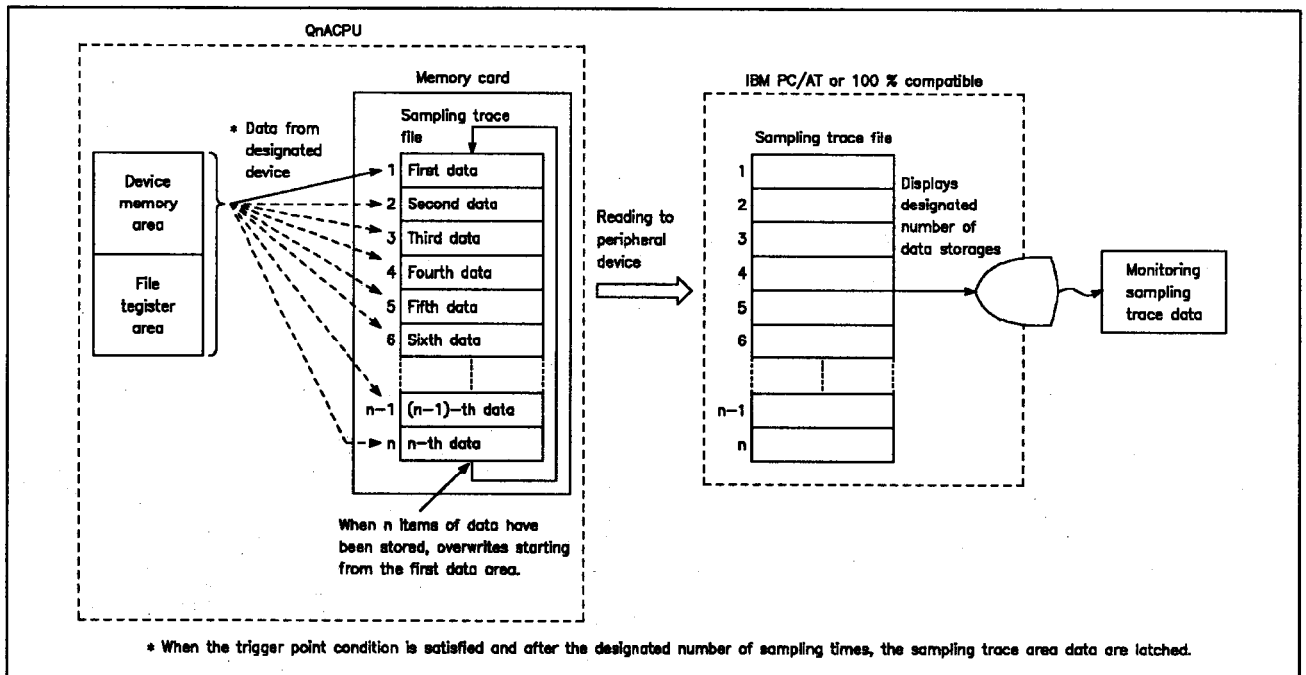 QnACPU
Memory card
Sampling trace
file
* Data from
designated
device
Device
memory
area
File
tegister
area
1 First data
2 Second data
3 Third data
4 Fourth data
5 Fifth data
6 Sixth data
n-1 (n-1)-th data
n n-th data
When n items of data have
been stored, overwrites starting
from the first data area.
Reading to
peripheral
device
IBM PC/AT or 100 % compatible
Sampling trace file
1
2
3
4
5
6
n-1
n
Displays
designated
number of
data storages
Monitoring
sampling
trace data
* When the trigger point condition is satisfied and after the designated number of sampling times, the sampling trace area data are latched.